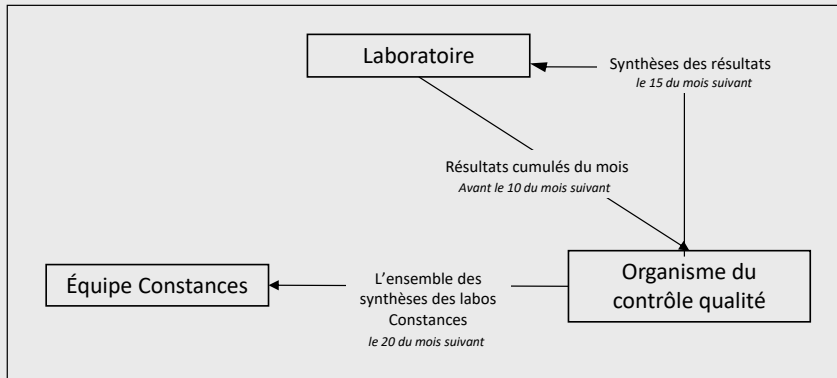 Laboratoire
Synthèses des résultats
le 15 du mois suivant
Résultats cumulés du mois
Avant le 10 du mois suivant
Équipe Constances
L’ensemble des
synthèses des labos
Constances
le 20 du mois suivant
Organisme du
contrôle qualité